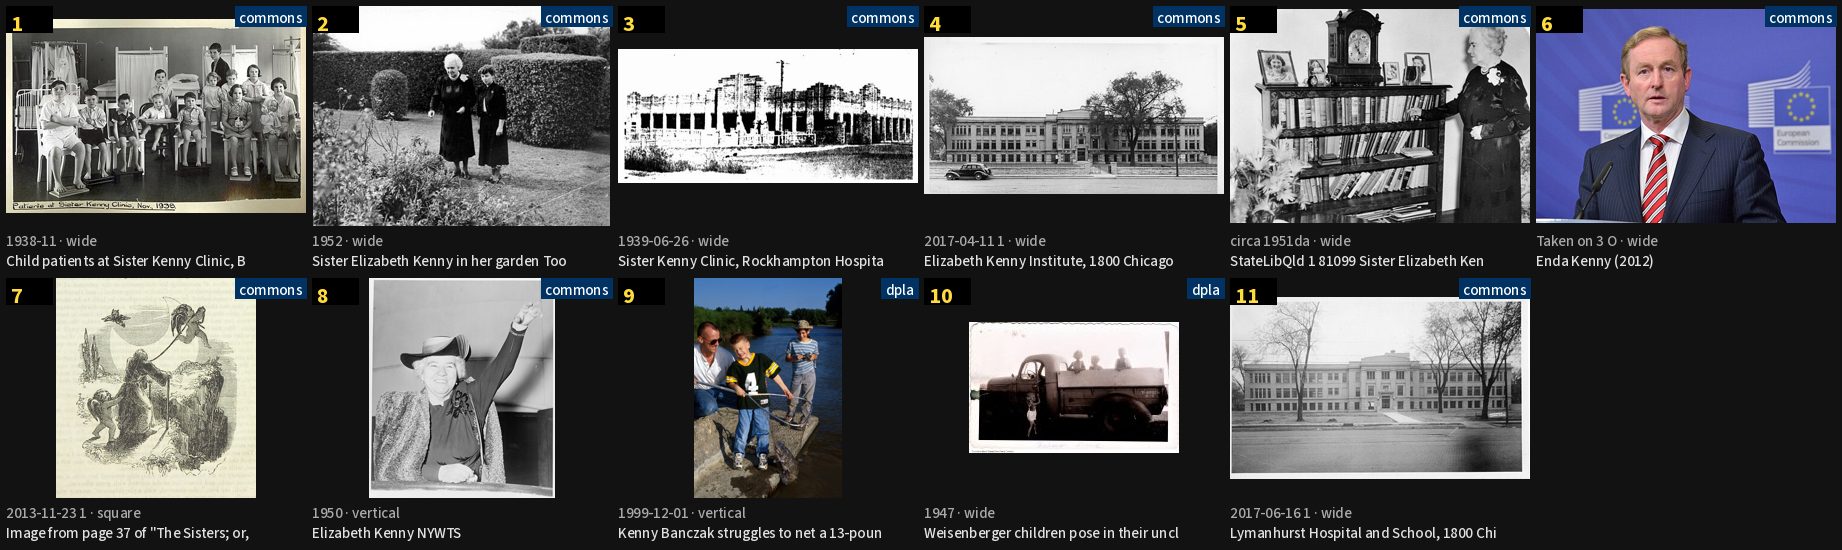 1
commons
Patients at Sister Kenny Clinic, Nov. 1938.
1938-11 · wide
Child patients at Sister Kenny Clinic, B
2
commons
1952 · wide
Sister Elizabeth Kenny in her garden Too
3
commons
1939-06-26 · wide
Sister Kenny Clinic, Rockhampton Hospita
4
commons
2017-04-11 1 · wide
Elizabeth Kenny Institute, 1800 Chicago
5
commons
circa 1951da · wide
StateLibQld 1 81099 Sister Elizabeth Ken
6
commons
European
Commission
Taken on 3 O · wide
Enda Kenny (2012)
7
commons
2013-11-23 1 · square
Image from page 37 of "The Sisters; or,
8
commons
1950 · vertical
Elizabeth Kenny NYWTS
9
dpla
4
1999-12-01 · vertical
Kenny Banczak struggles to net a 13-poun
10
dpla
1947 · wide
Weisenberger children pose in their uncl
11
commons
2017-06-16 1 · wide
Lymanhurst Hospital and School, 1800 Chi